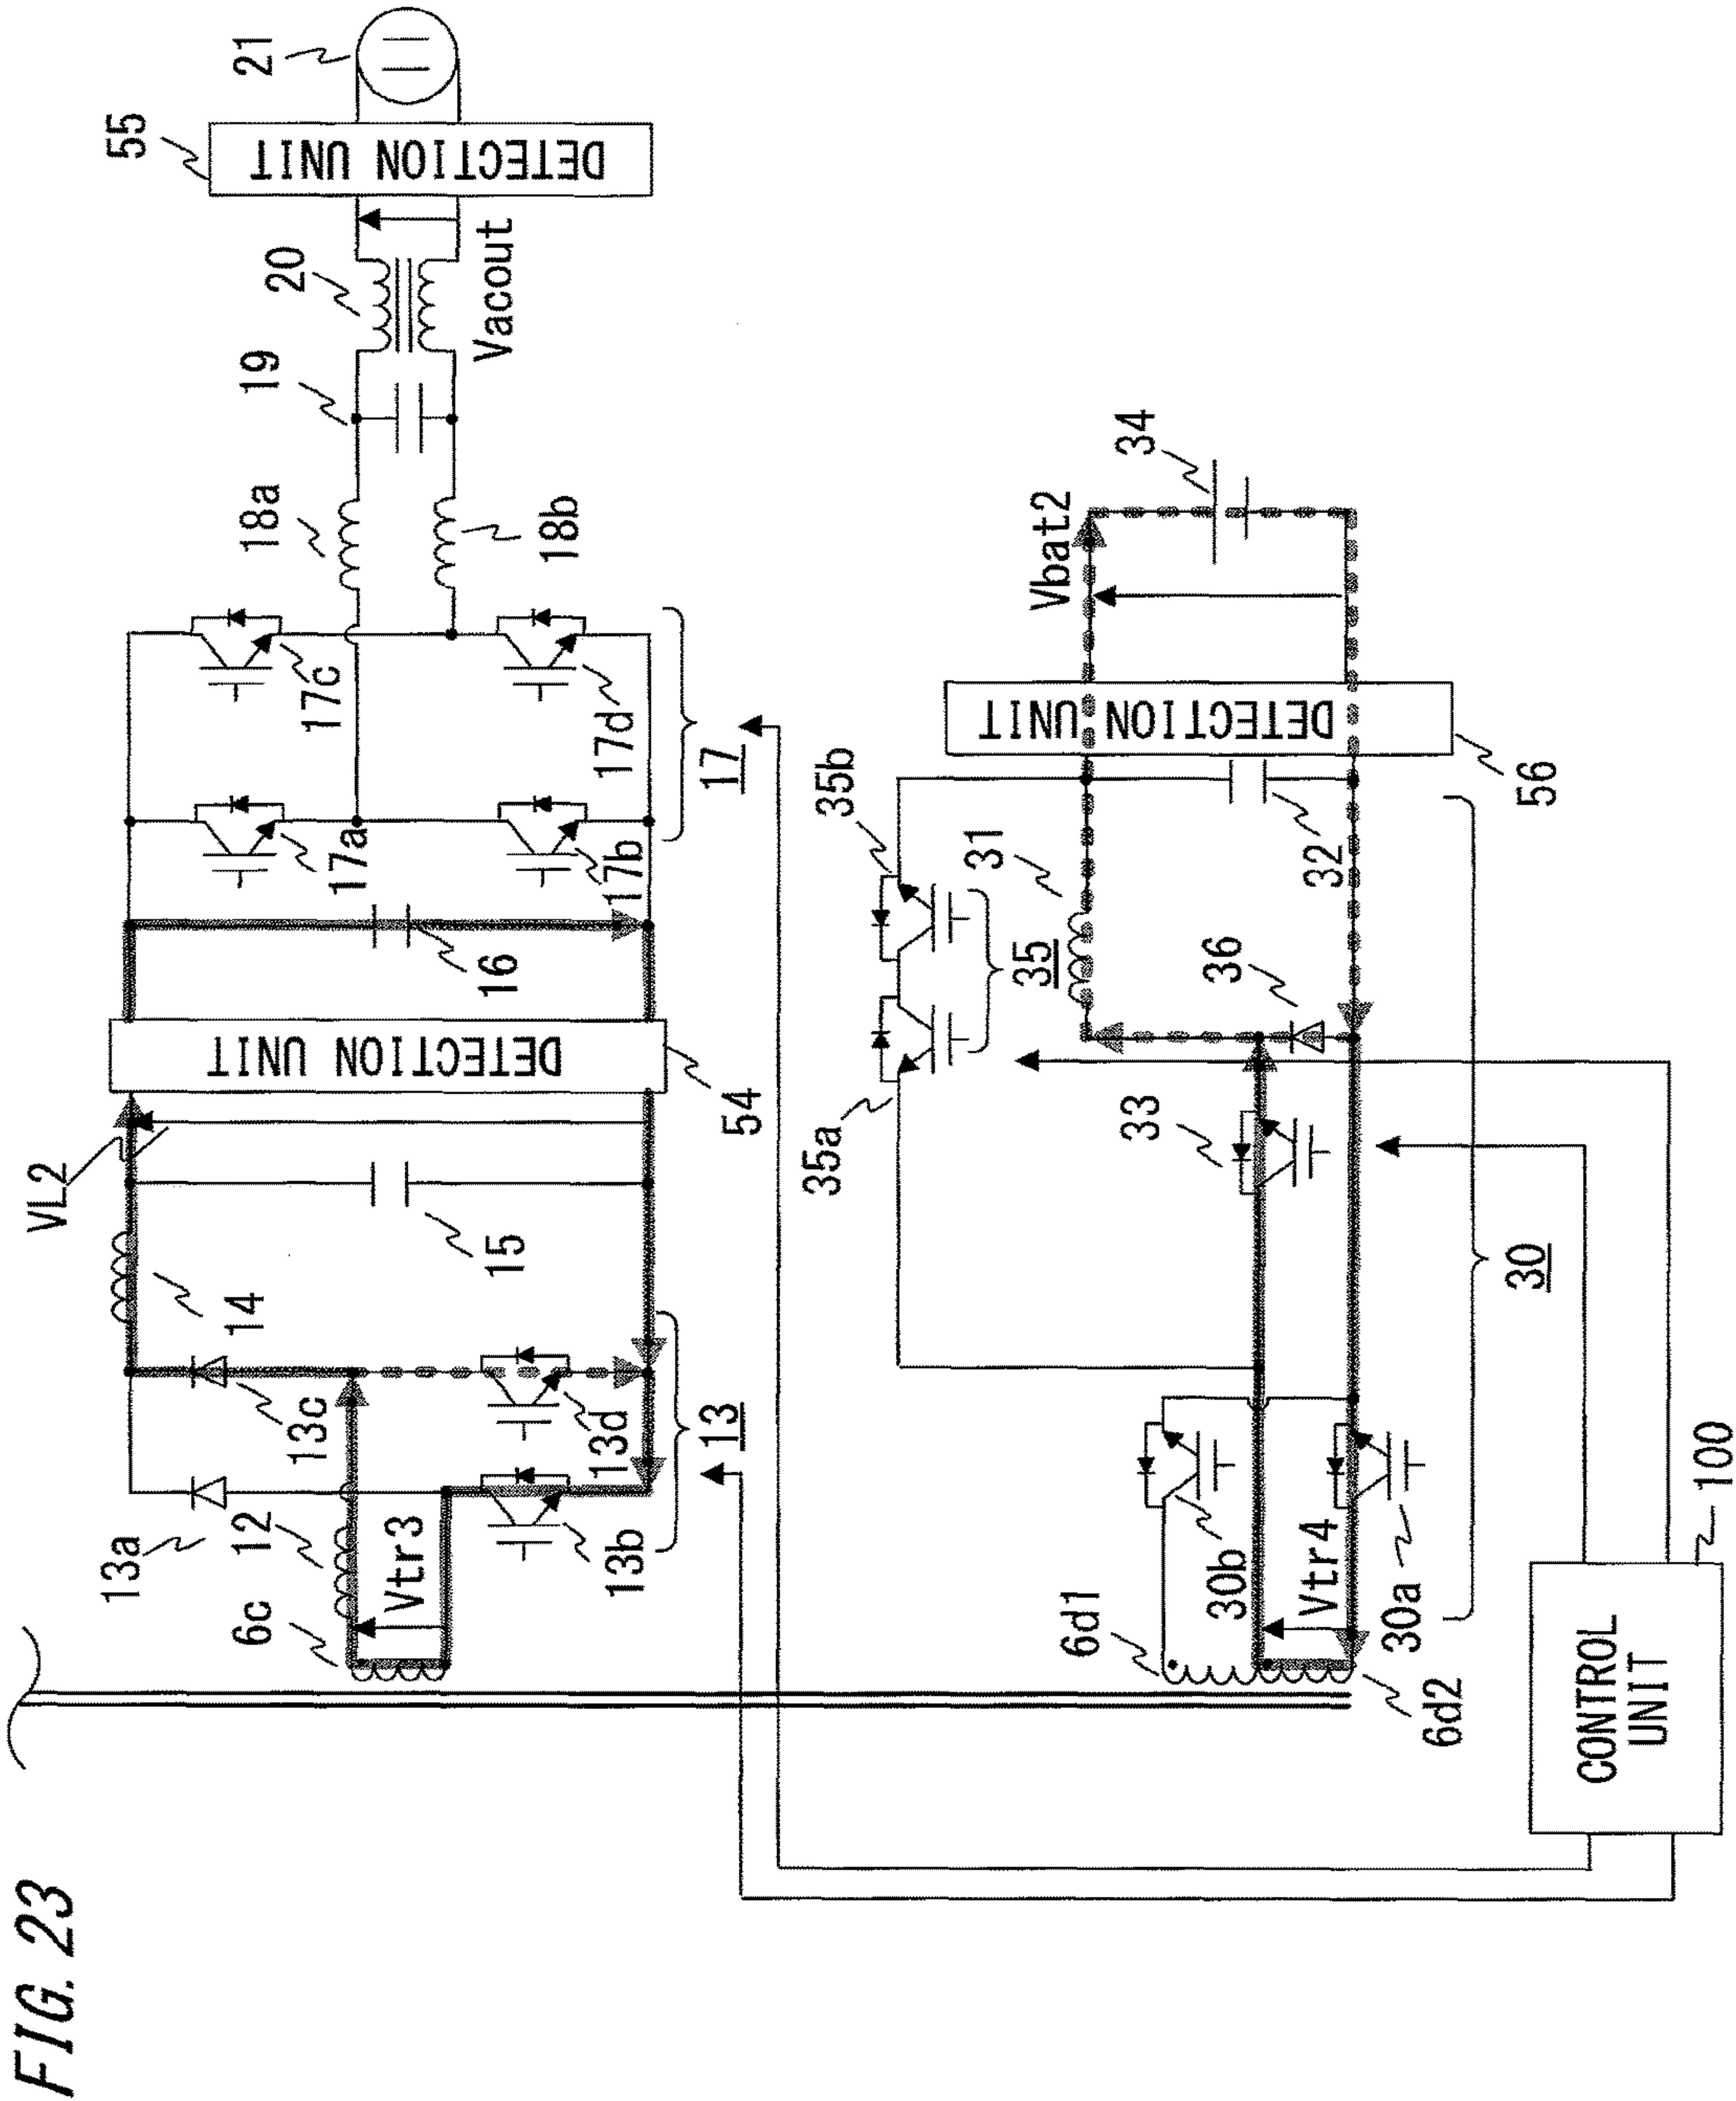 FIG. 23
6c
12
13a
13c
14
VL2
Vtr3
13b
13d
13
15
DETECTION UNIT
54
16
17a
17c
17b
17d
17
18a
18b
19
20
Vacout
DETECTION UNIT
55
21
6d1
6d2
30b
Vtr4
30a
30
33
35a
35b
35
31
36
32
DETECTION UNIT
56
Vbat2
34
CONTROL
UNIT
100